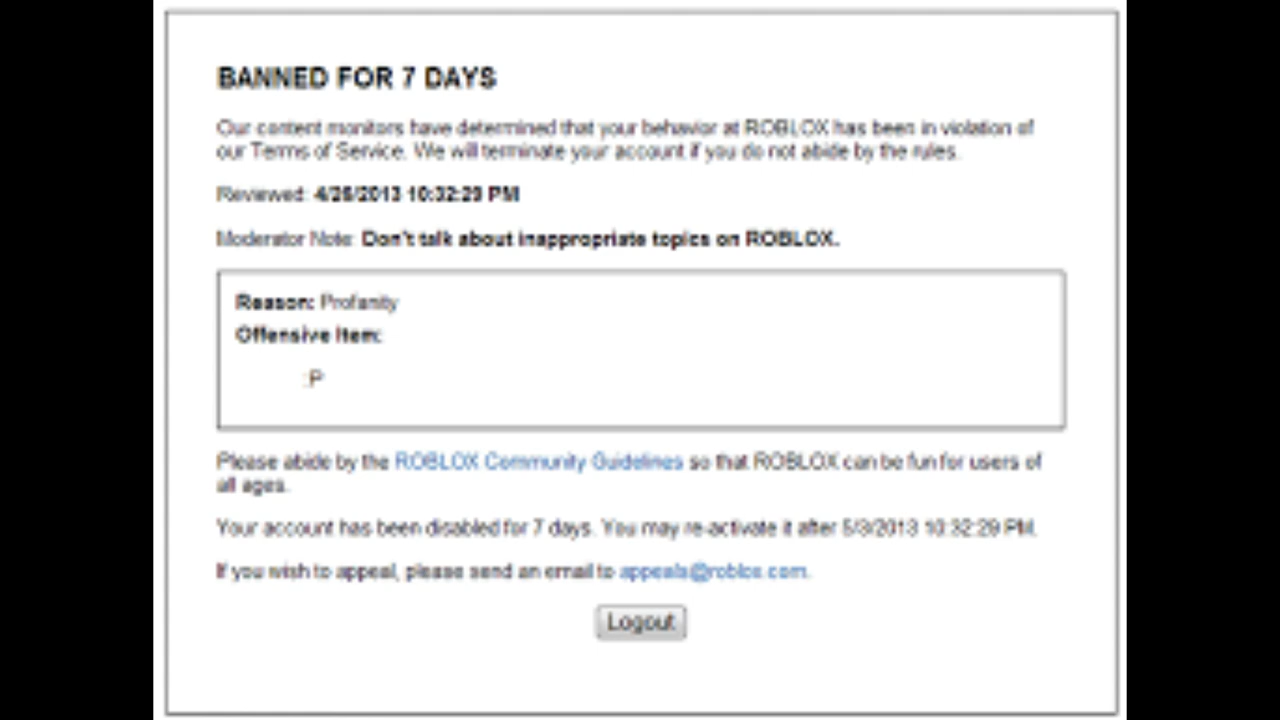 BANNED FOR 7 DAYS
Our content monitors have determined that your behavior at ROBLOX has been in violation of
our Terms of Service. We will terminate your account if you do not abide by the rules.
Reviewed: 4/26/2013 10:32:29 PM
Moderator Note: Don't talk about inappropriate topics on ROBLOX.
Reason: Profanity
Offensive Item:
:P
Please abide by the ROBLOX Community Guidelines so that ROBLOX can be fun for users of
all ages.
Your account has been disabled for 7 days. You may re-activate it after 5/3/2013 10:32:29 PM.
If you wish to appeal, please send an email to appeals@roblox.com.
Logout